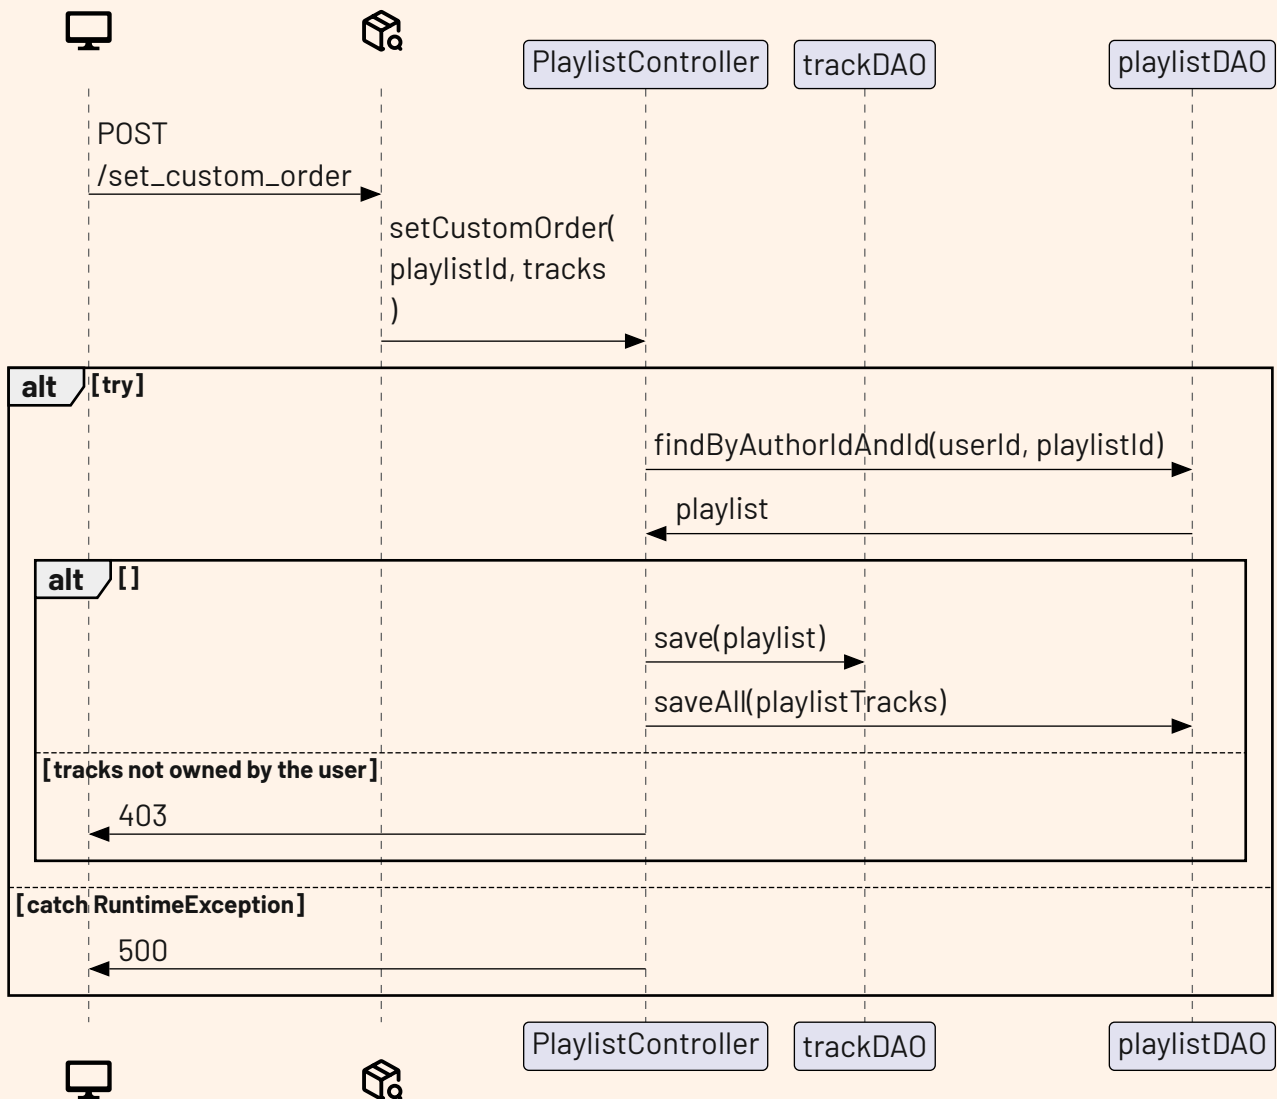 PlaylistController
trackDAO
playlistDAO
POST
/set_custom_order
setCustomOrder(
playlistId, tracks
)
alt
[try]
findByAuthorIdAndId(userId, playlistId)
playlist
alt
[]
save(playlist)
saveAll(playlistTracks)
[tracks not owned by the user]
403
[catch RuntimeException]
500
PlaylistController
trackDAO
playlistDAO